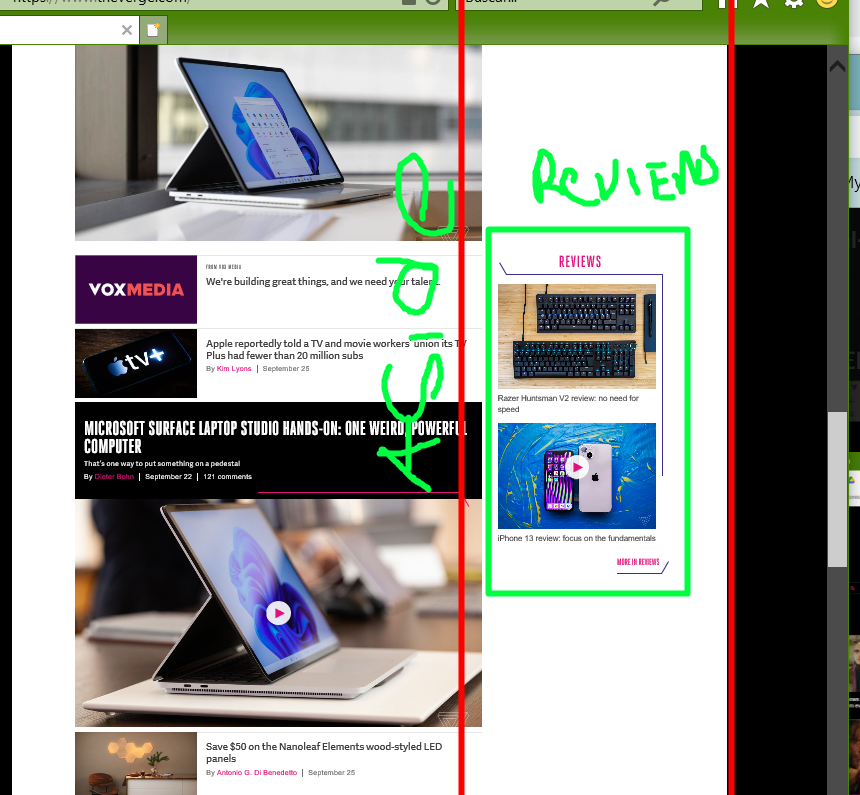 https://www.theverge.com/
Buscar...
REVIEWS
ASIDE
FROM VOX MEDIA
VOXMEDIA
We're building great things, and we need your talent.
tv+
Apple reportedly told a TV and movie workers' union its TV
Plus had fewer than 20 million subs
By Kim Lyons | September 25
MICROSOFT SURFACE LAPTOP STUDIO HANDS-ON: ONE WEIRD, POWERFUL
COMPUTER
That's one way to put something on a pedestal
By Dieter Bohn | September 22 | 121 comments
Save $50 on the Nanoleaf Elements wood-styled LED
panels
By Antonio G. Di Benedetto | September 25
REVIEWS
Razer Huntsman V2 review: no need for
speed
iPhone 13 review: focus on the fundamentals
MORE IN REVIEWS
My